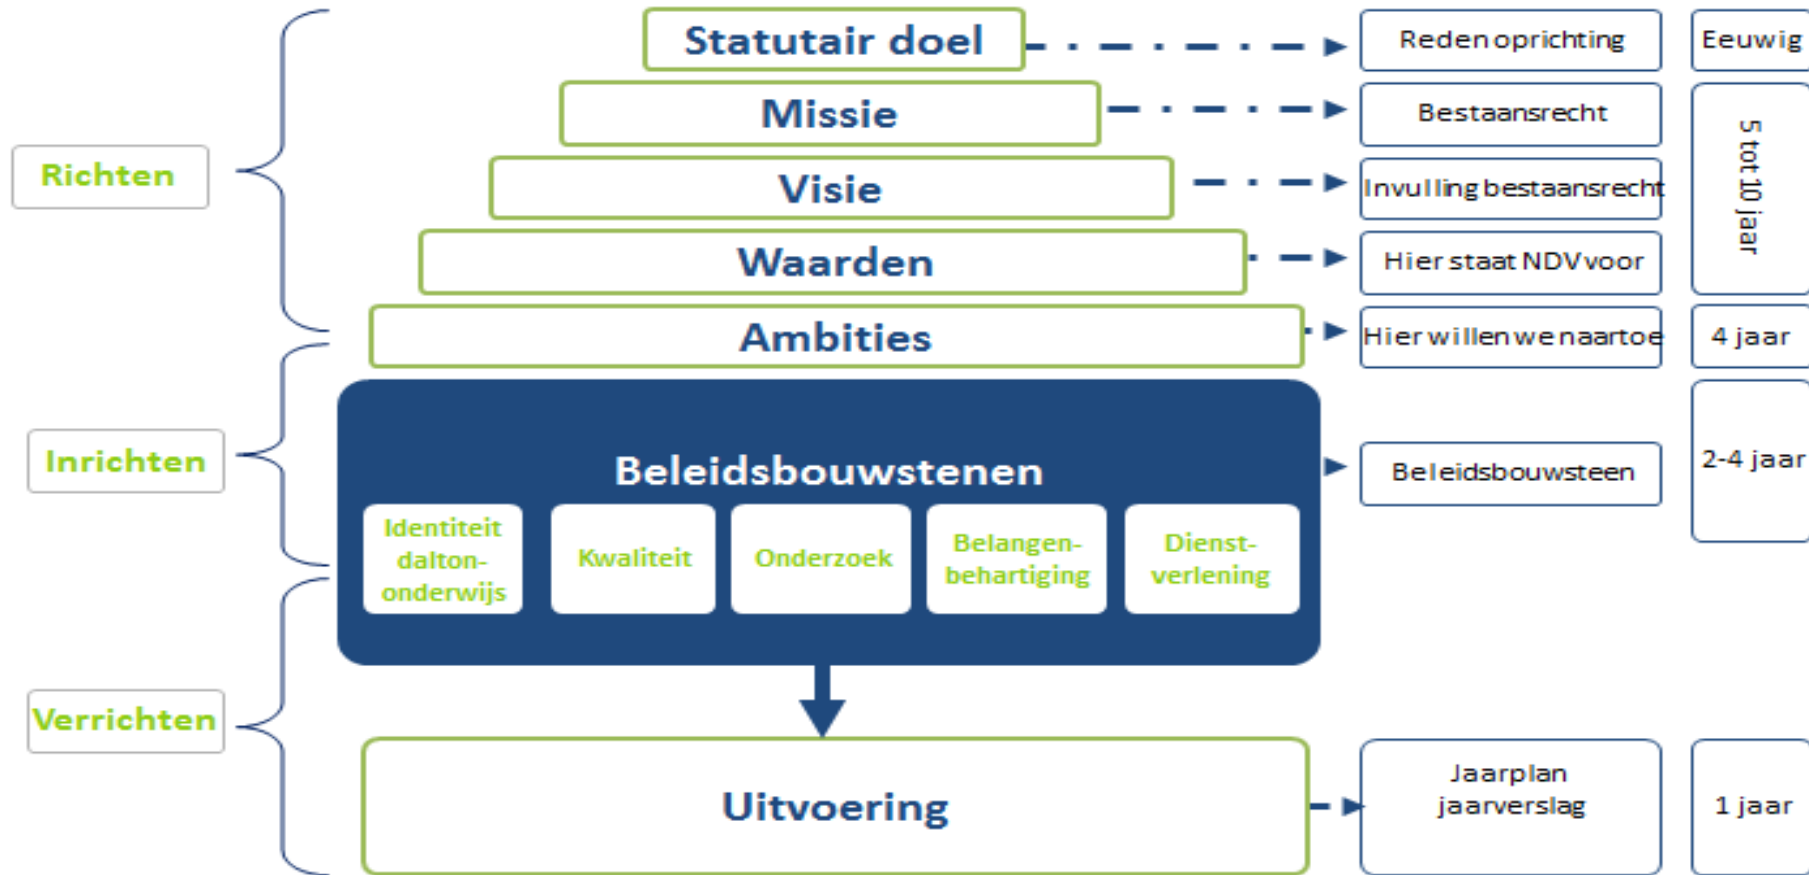 Statutair doel
Reden oprichting
Eeuwig
Missie
Bestaansrecht
5 tot 10 jaar
Richten
Visie
Invulling bestaansrecht
Waarden
Hier staat NDV voor
Ambities
Hier willen we naartoe
4 jaar
Inrichten
Beleidsbouwstenen
Beleidsbouwsteen
2-4 jaar
Identiteit
dalton-
onderwijs
Kwaliteit
Onderzoek
Belangen-
behartiging
Dienst-
verlening
Verrichten
Uitvoering
Jaarplan
jaarverslag
1 jaar